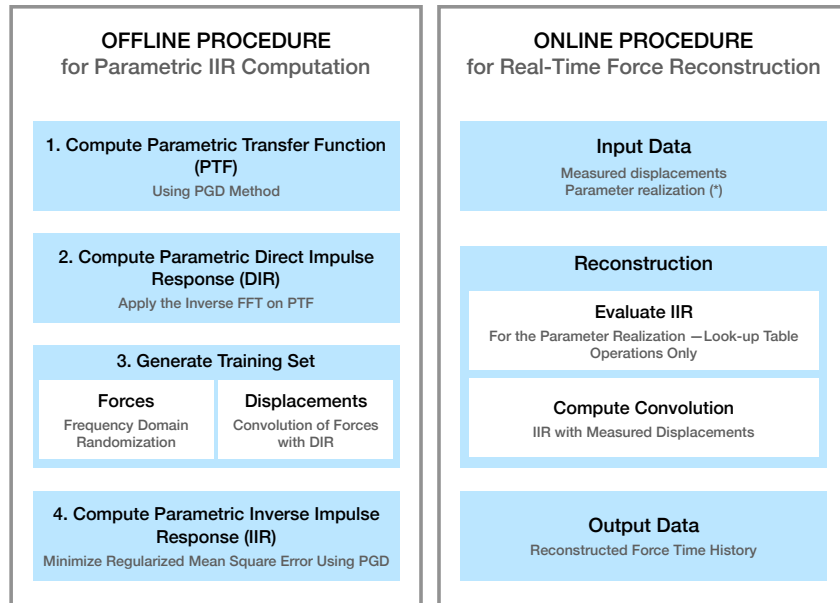 OFFLINE PROCEDURE
for Parametric IIR Computation
1. Compute Parametric Transfer Function
(PTF)
Using PGD Method
2. Compute Parametric Direct Impulse
Response (DIR)
Apply the Inverse FFT on PTF
3. Generate Training Set
Forces
Frequency Domain
Randomization
Displacements
Convolution of Forces
with DIR
4. Compute Parametric Inverse Impulse
Response (IIR)
Minimize Regularized Mean Square Error Using PGD
ONLINE PROCEDURE
for Real-Time Force Reconstruction
Input Data
Measured displacements
Parameter realization (*)
Reconstruction
Evaluate IIR
For the Parameter Realization —Look-up Table
Operations Only
Compute Convolution
IIR with Measured Displacements
Output Data
Reconstructed Force Time History